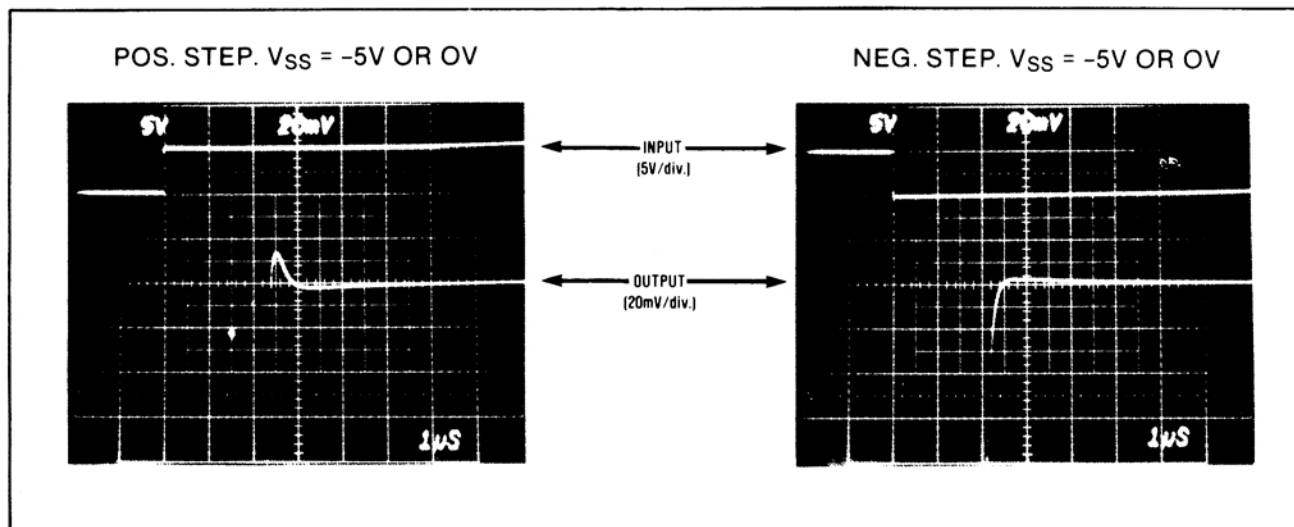 POS. STEP. VSS = –5V OR OV
NEG. STEP. VSS = –5V OR OV
5V 20mV
INPUT
(5V/div.)
5V 20mV
OUTPUT
(20mV/div.)
1µS
1µS